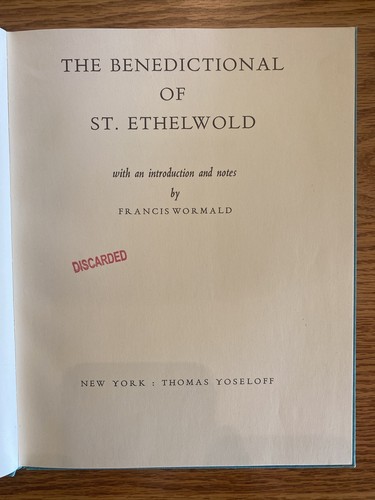 THE BENEDICTIONAL
OF
ST. ETHELWOLD
with an introduction and notes
by
FRANCIS WORMALD
DISCARDED
NEW YORK : THOMAS YOSELOFF